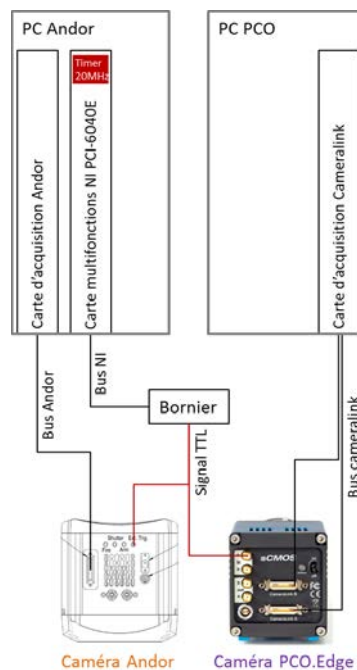 PC Andor
PC PCO
Timer
20MHz
Carte d'acquisition Andor
Carte multifonctions NI PCI-6040E
Carte d'acquisition Cameralink
Bus Andor
Bus NI
Bornier
Signal TTL
Bus cameralink
Shutter Ext. Trig
Fire Arm
sCMOS
Caméra Andor
Caméra PCO.Edge